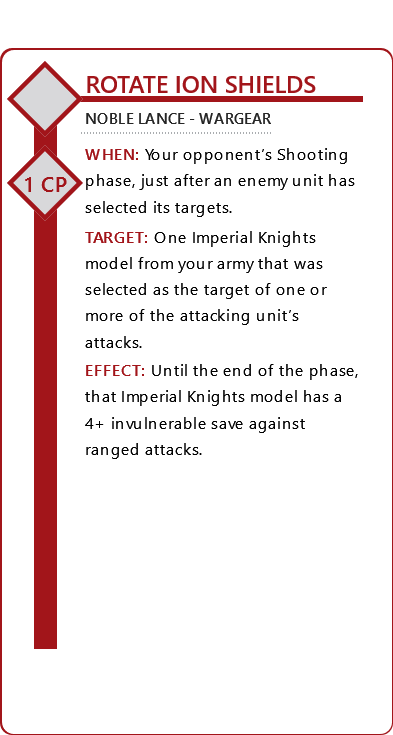 ROTATE ION SHIELDS
NOBLE LANCE - WARGEAR
WHEN: Your opponent's Shooting
phase, just after an enemy unit has
selected its targets.
1 CP
TARGET: One Imperial Knights
model from your army that was
selected as the target of one or
more of the attacking unit's
attacks.
EFFECT: Until the end of the phase,
that Imperial Knights model has a
4+ invulnerable save against
ranged attacks.